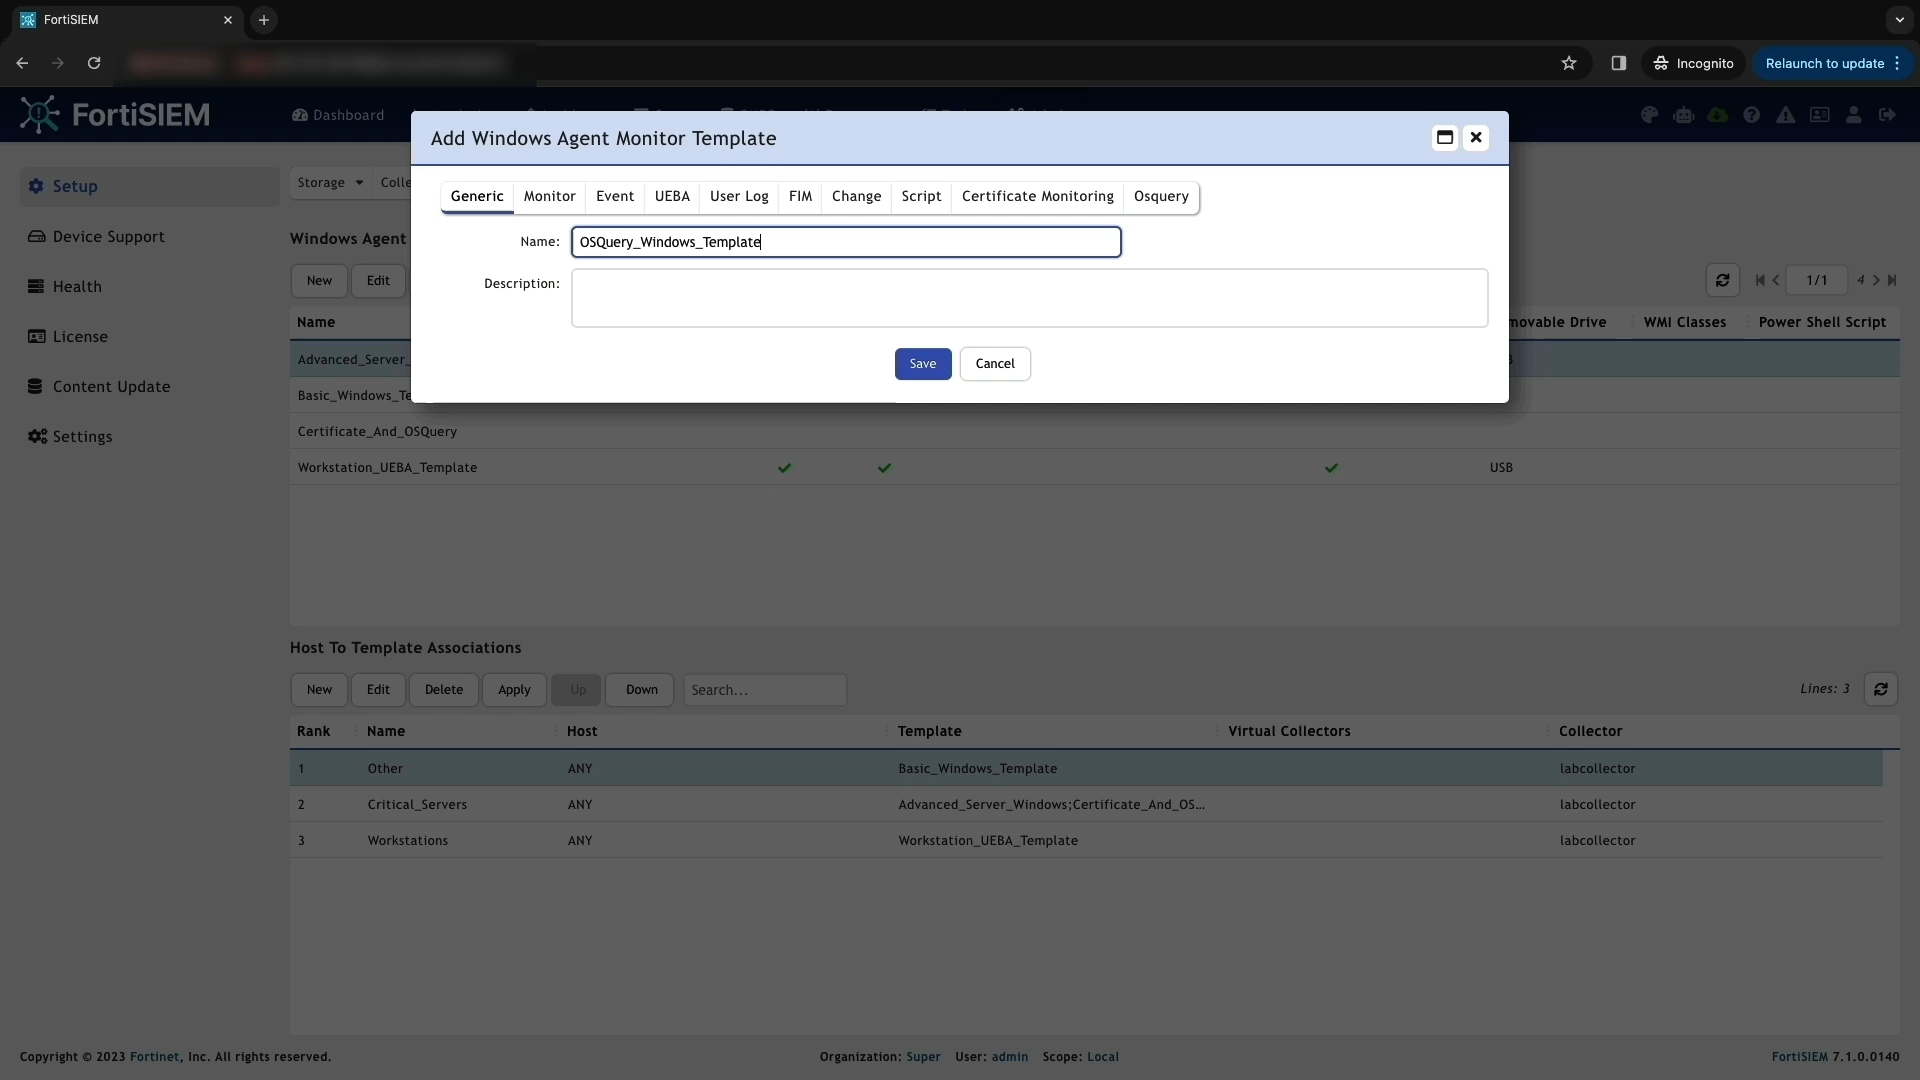 FortiSIEM
Incognito
Relaunch to update
FortiSIEM
Dashboard
Add Windows Agent Monitor Template
Generic Monitor Event UEBA User Log FIM Change Script Certificate Monitoring Osquery
Name: OSQuery_Windows_Template
Description:
Save Cancel
Setup
Device Support
Health
License
Content Update
Settings
Storage
Windows Agent
New Edit
1/1 4
Name WMI Classes Power Shell Script
Advanced_Server_
Certificate_And_OSQuery
Workstation_UEBA_Template USB
Host To Template Associations
New Edit Delete Apply Up Down Search... Lines: 3
Rank Name Host Template Virtual Collectors Collector
1 Other ANY Basic_Windows_Template labcollector
2 Critical_Servers ANY Advanced_Server_Windows;Certificate_And_OS... labcollector
3 Workstations ANY Workstation_UEBA_Template labcollector
Copyright © 2023 Fortinet, Inc. All rights reserved. Organization: Super User: admin Scope: Local FortiSIEM 7.1.0.0140